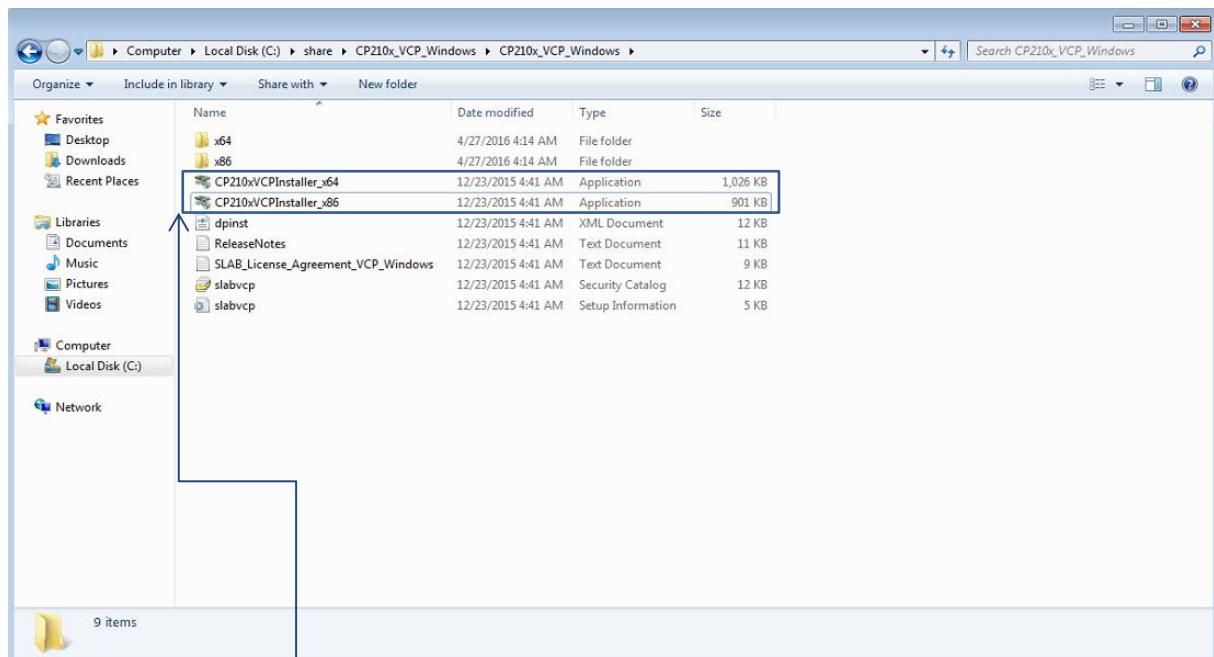 Computer Local Disk (C:) share CP210x_VCP_Windows CP210x_VCP_Windows
Search CP210x_VCP_Windows
Organize Include in library Share with New folder
Favorites
Desktop
Downloads
Recent Places
Libraries
Documents
Music
Pictures
Videos
Computer
Local Disk (C:)
Network
Name Date modified Type Size
x64 4/27/2016 4:14 AM File folder
x86 4/27/2016 4:14 AM File folder
CP210xVCPInstaller_x64 12/23/2015 4:41 AM Application 1,026 KB
CP210xVCPInstaller_x86 12/23/2015 4:41 AM Application 901 KB
dpinst 12/23/2015 4:41 AM XML Document 12 KB
ReleaseNotes 12/23/2015 4:41 AM Text Document 11 KB
SLAB_License_Agreement_VCP_Windows 12/23/2015 4:41 AM Text Document 9 KB
slabvcp 12/23/2015 4:41 AM Security Catalog 12 KB
slabvcp 12/23/2015 4:41 AM Setup Information 5 KB
9 items